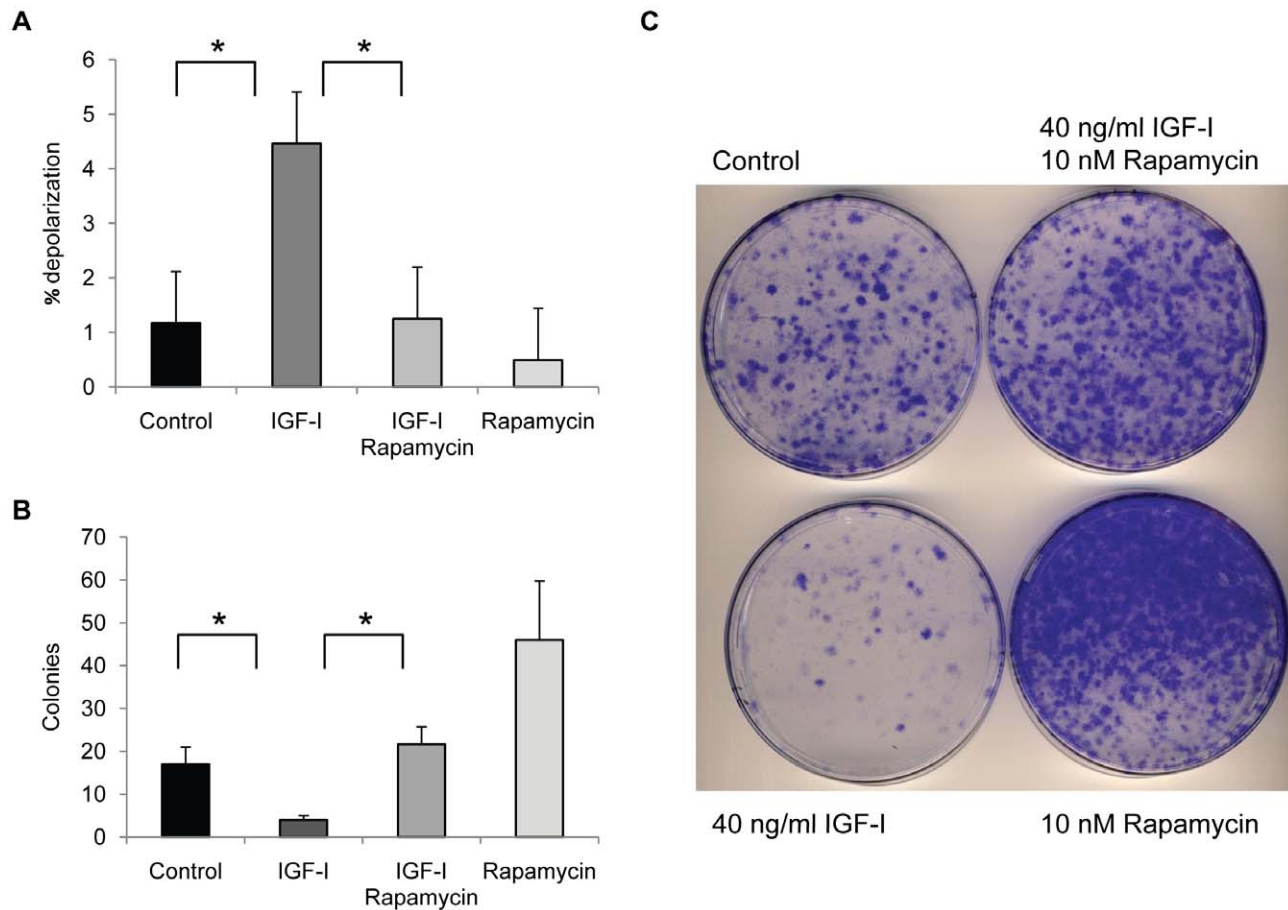 A
* *
6
5
4
3
2
1
0
% depolarization
Control IGF-I IGF-I Rapamycin
Rapamycin
B
70
60
50
40
30
20
10
0
Colonies
* *
Control IGF-I IGF-I Rapamycin
Rapamycin
C
Control
40 ng/ml IGF-I
10 nM Rapamycin
40 ng/ml IGF-I
10 nM Rapamycin